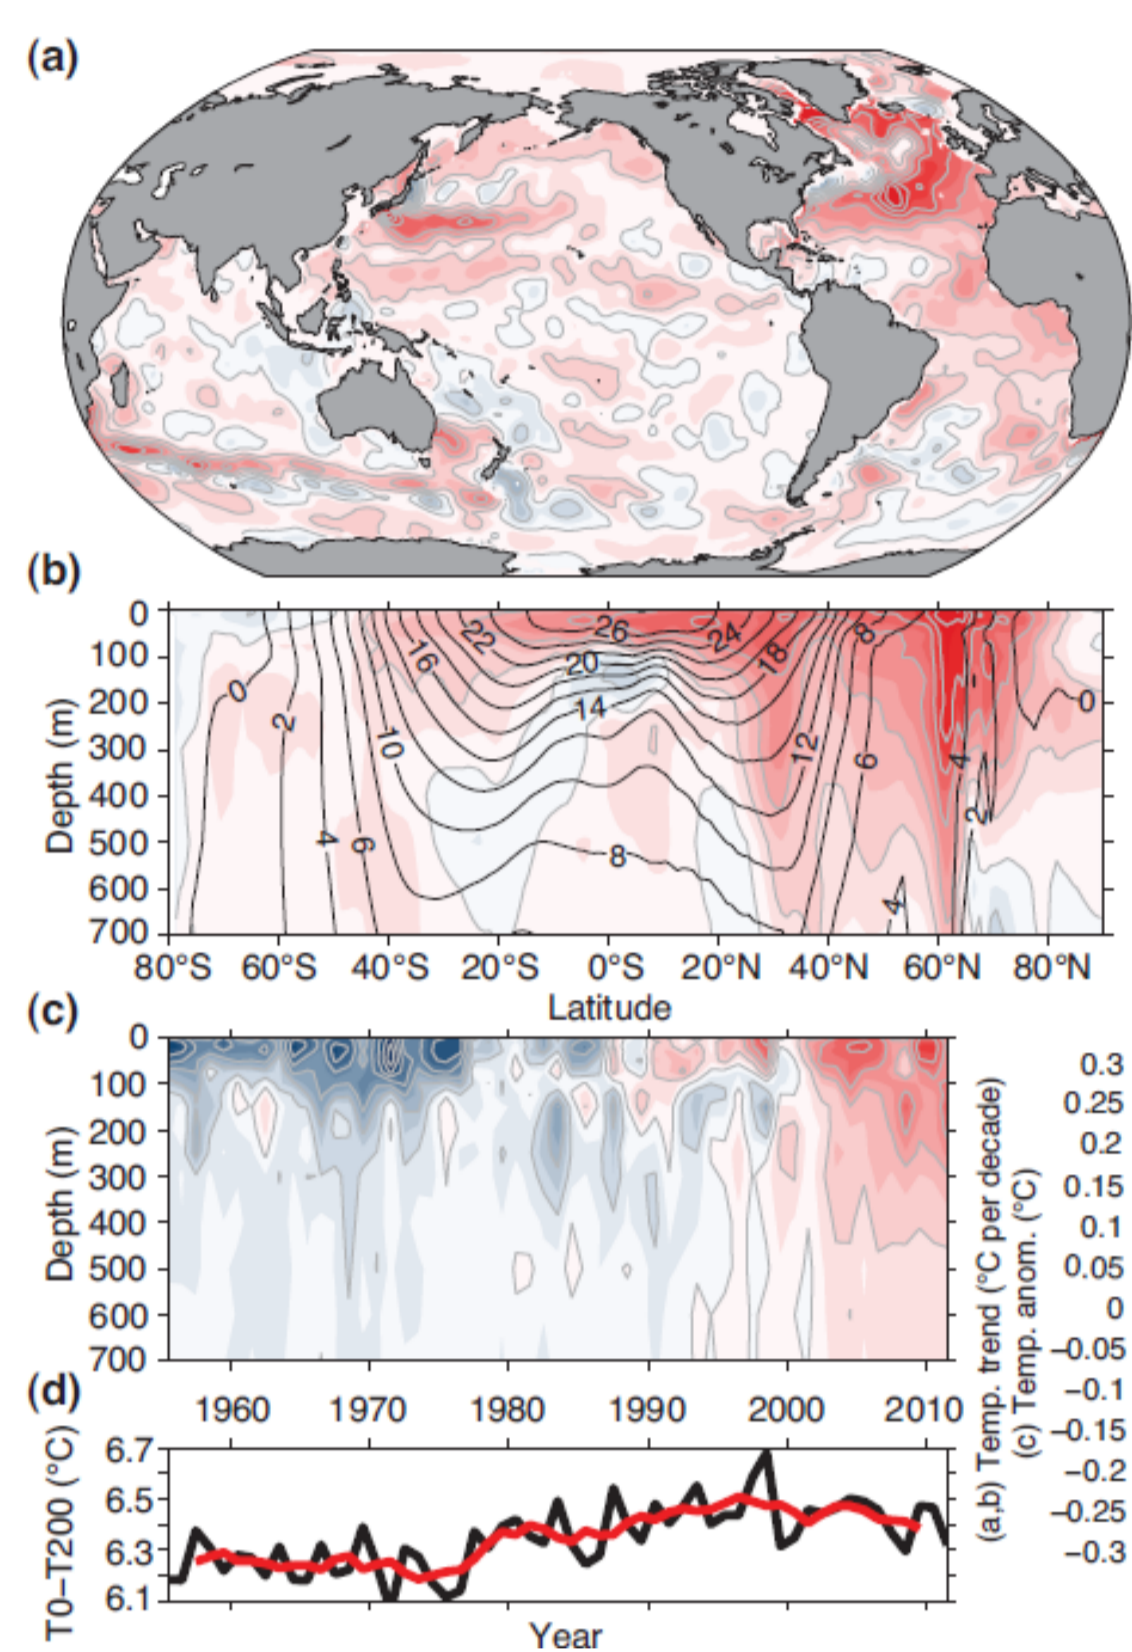 (a)
(b)
0
100
200
300
400
500
600
700
Depth (m)
0
2
4
6
10
16
22
26
20
14
8
24
18
12
6
8
4
4
2
0
80°S
60°S
40°S
20°S
0°S
20°N
40°N
60°N
80°N
Latitude
(c)
0
100
200
300
400
500
600
700
Depth (m)
1960
1970
1980
1990
2000
2010
(a,b) Temp. trend (°C per decade)
(c) Temp. anom. (°C)
0.3
0.25
0.2
0.15
0.1
0.05
0
−0.05
−0.1
−0.15
−0.2
−0.25
−0.3
(d)
6.7
6.5
6.3
6.1
T0−T200 (°C)
Year